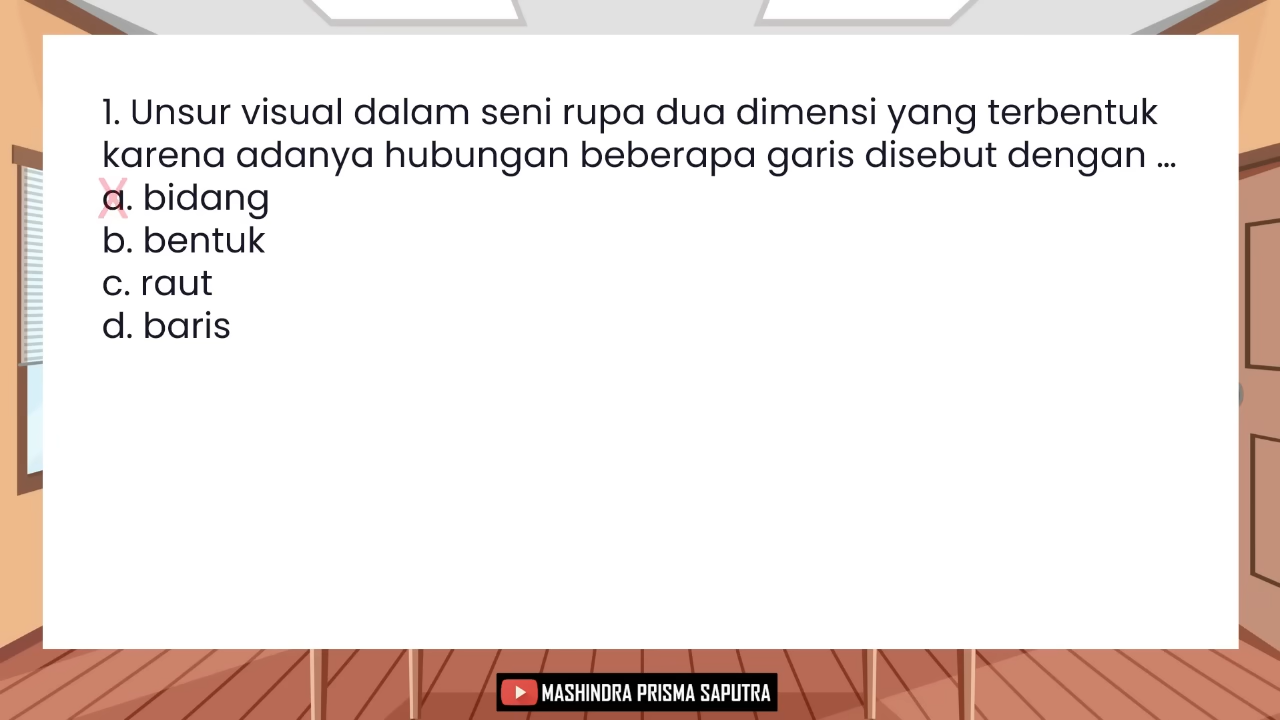 1. Unsur visual dalam seni rupa dua dimensi yang terbentuk
karena adanya hubungan beberapa garis disebut dengan ...
a. bidang
b. bentuk
c. raut
d. baris
MASHINDRA PRISMA SAPUTRA